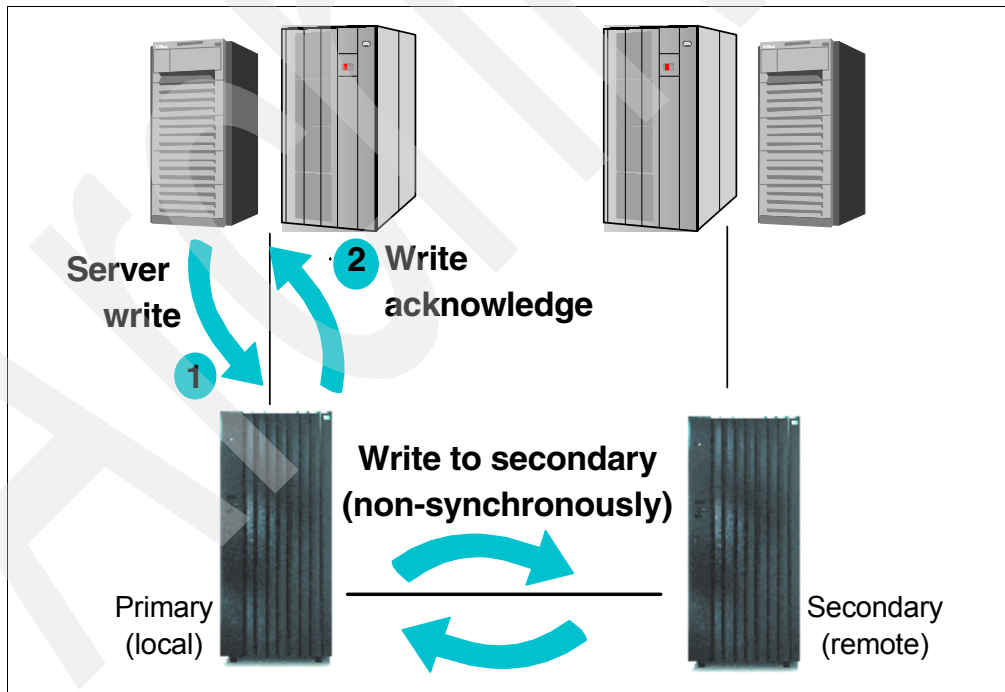 Server
write
1
2 Write
acknowledge
Write to secondary
(non-synchronously)
Primary
(local)
Secondary
(remote)